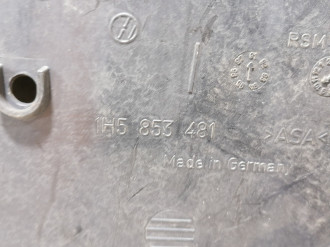 RSM
1H5 853 481
>ASA
Made in Germany